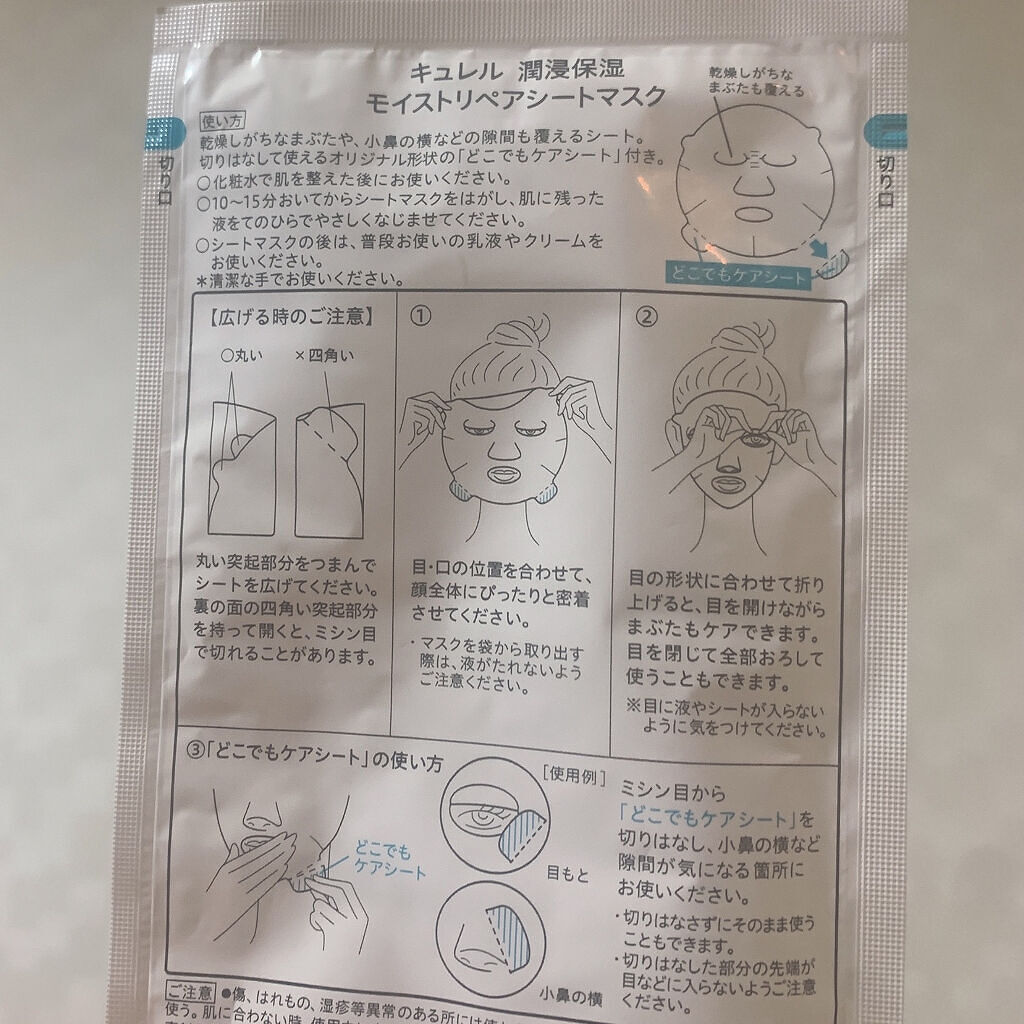 キュレル 潤浸保湿
モイストリペアシートマスク
乾燥しがちな
まぶたも覆える
使い方
乾燥しがちなまぶたや、小鼻の横などの隙間も覆えるシート。
切りはなして使えるオリジナル形状の「どこでもケアシート」付き。
○化粧水で肌を整えた後にお使いください。
○10〜15分おいてからシートマスクをはがし、肌に残った
液をてのひらでやさしくなじませてください。
○シートマスクの後は、普段お使いの乳液やクリームを
お使いください。
＊清潔な手でお使いください。
どこでもケアシート
切り口
切り口
【広げる時のご注意】
○丸い ×四角い
丸い突起部分をつまんで
シートを広げてください。
裏の面の四角い突起部分
を持って開くと、ミシン目
で切れることがあります。
①
目・口の位置を合わせて、
顔全体にぴったりと密着
させてください。
・マスクを袋から取り出す
際は、液がたれないよう
ご注意ください。
②
目の形状に合わせて折り
上げると、目を開けながら
まぶたもケアできます。
目を閉じて全部おろして
使うこともできます。
※目に液やシートが入らない
ように気をつけてください。
③「どこでもケアシート」の使い方
どこでも
ケアシート
［使用例］
目もと
小鼻の横
ミシン目から
「どこでもケアシート」を
切りはなし、小鼻の横など
隙間が気になる箇所に
お使いください。
・切りはなさずにそのまま使う
こともできます。
・切りはなした部分の先端が
目などに入らないようご注意
ください。
ご注意 ●傷、はれもの、湿疹等異常のある所には使
使う。肌に合わない時、使用